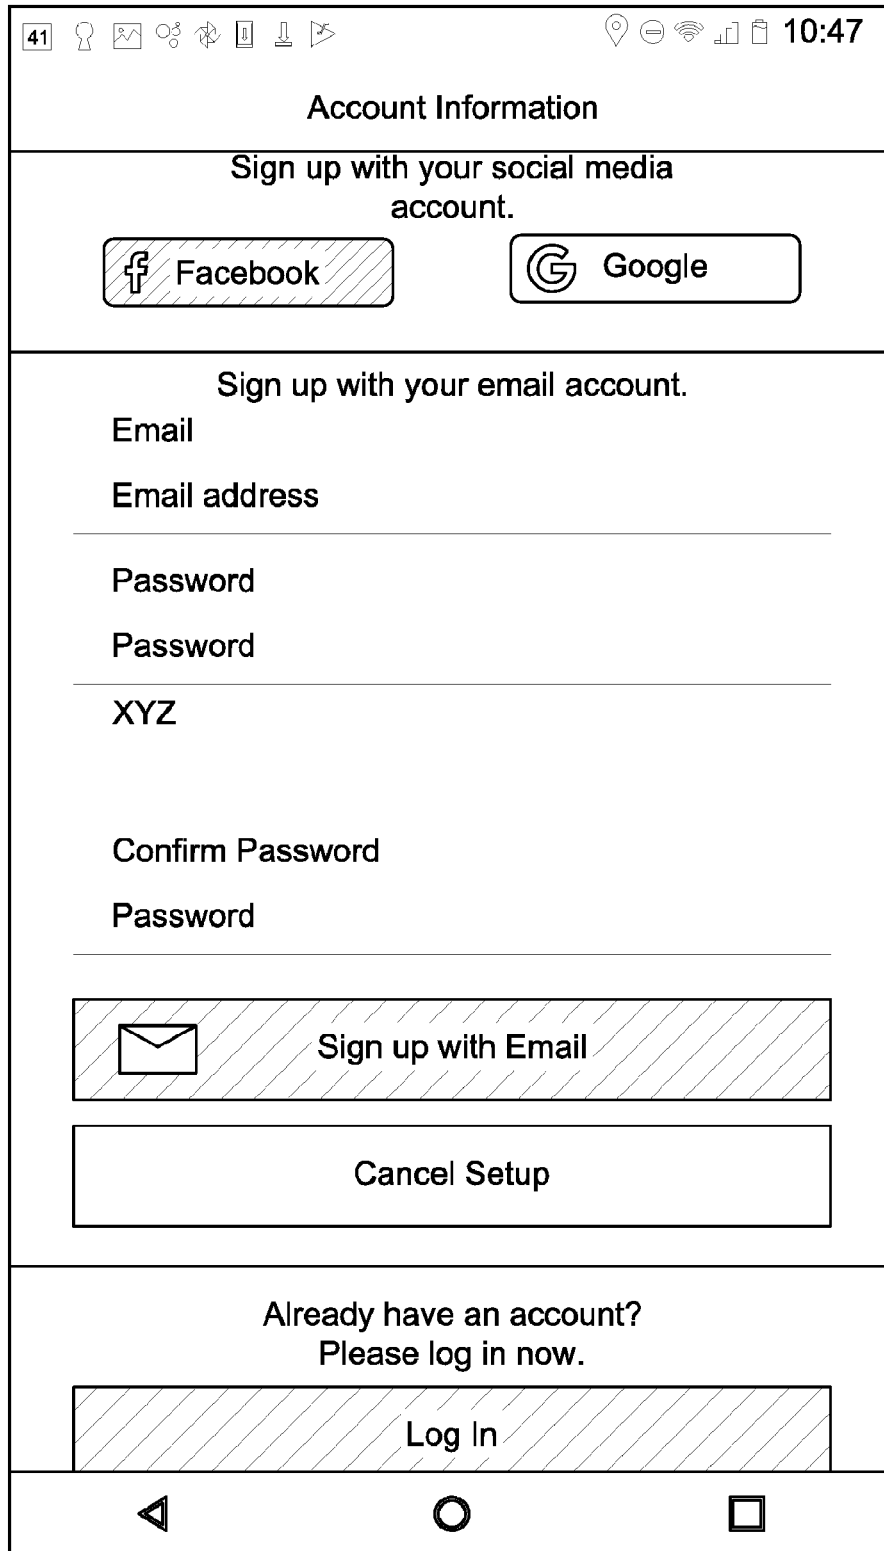 41 10:47
Account Information
Sign up with your social media
account.
Facebook Google
Sign up with your email account.
Email
Email address
Password
Password
XYZ
Confirm Password
Password
Sign up with Email
Cancel Setup
Already have an account?
Please log in now.
Log In